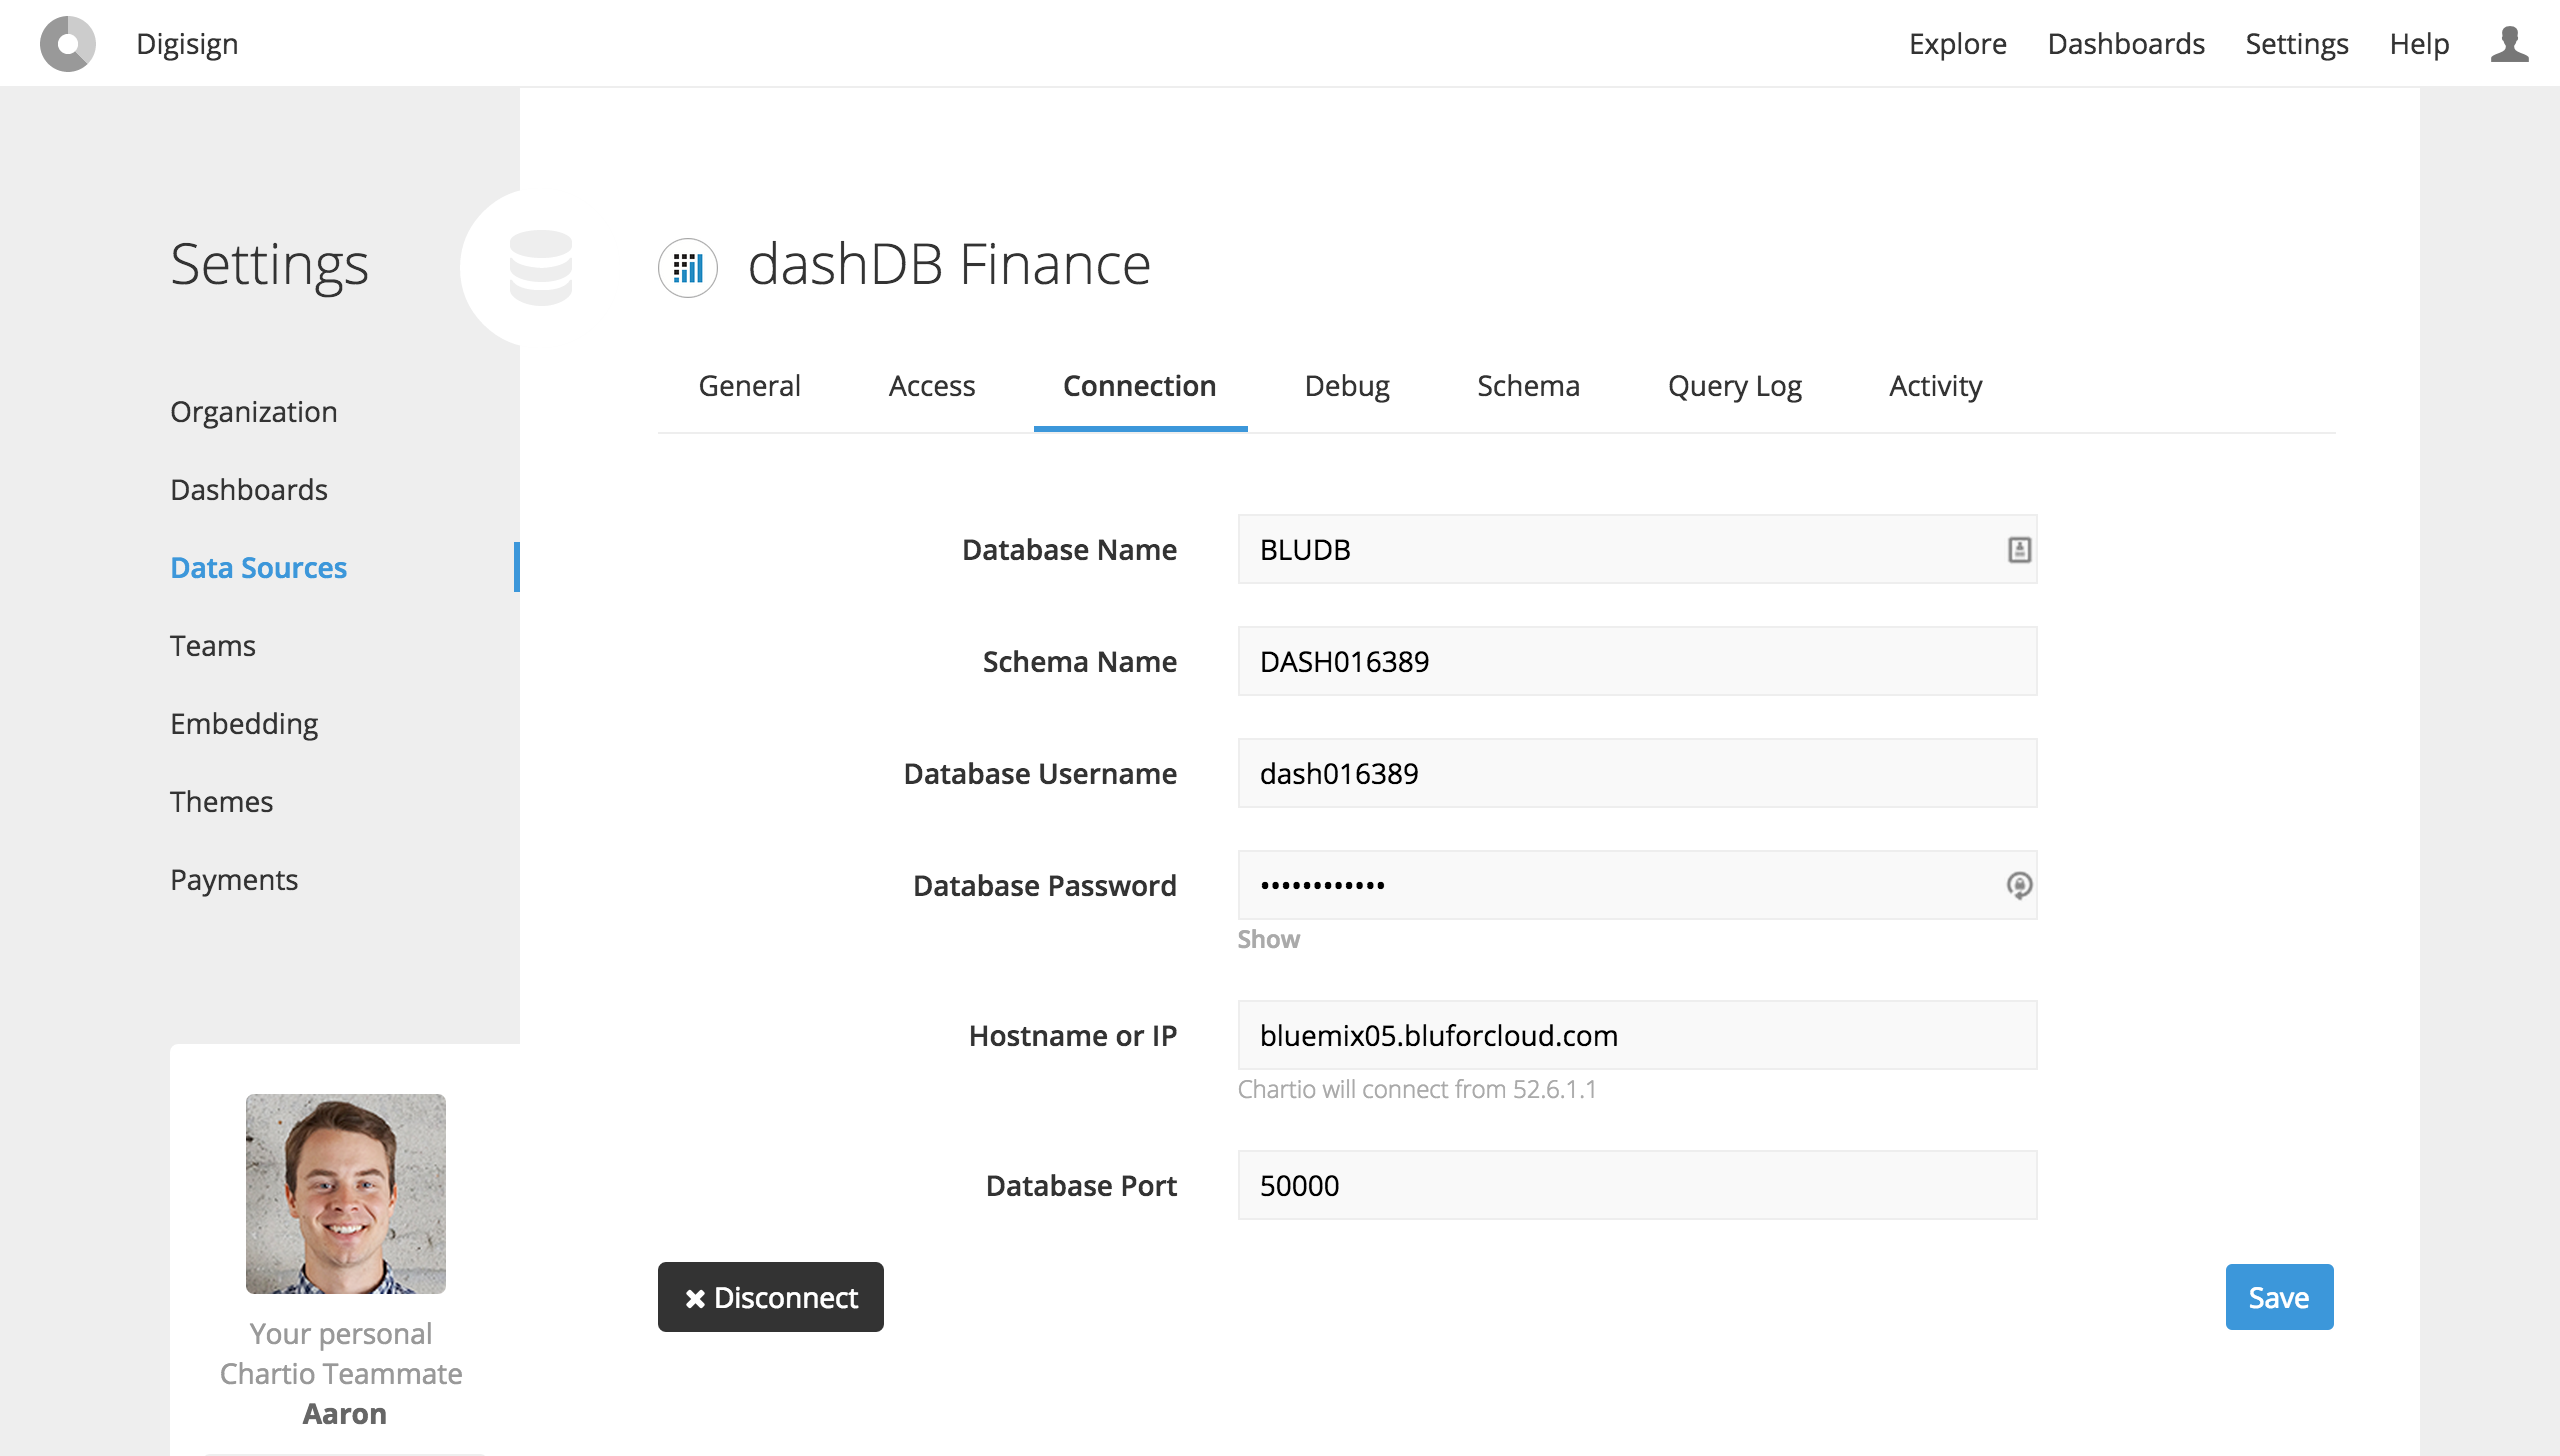 Digisign
Explore Dashboards Settings Help
Settings
Organization
Dashboards
Data Sources
Teams
Embedding
Themes
Payments
Your personal
Chartio Teammate
Aaron
dashDB Finance
General Access Connection Debug Schema Query Log Activity
Database Name BLUDB
Schema Name DASH016389
Database Username dash016389
Database Password ••••••••••••
Show
Hostname or IP bluemix05.bluforcloud.com
Chartio will connect from 52.6.1.1
Database Port 50000
Disconnect
Save